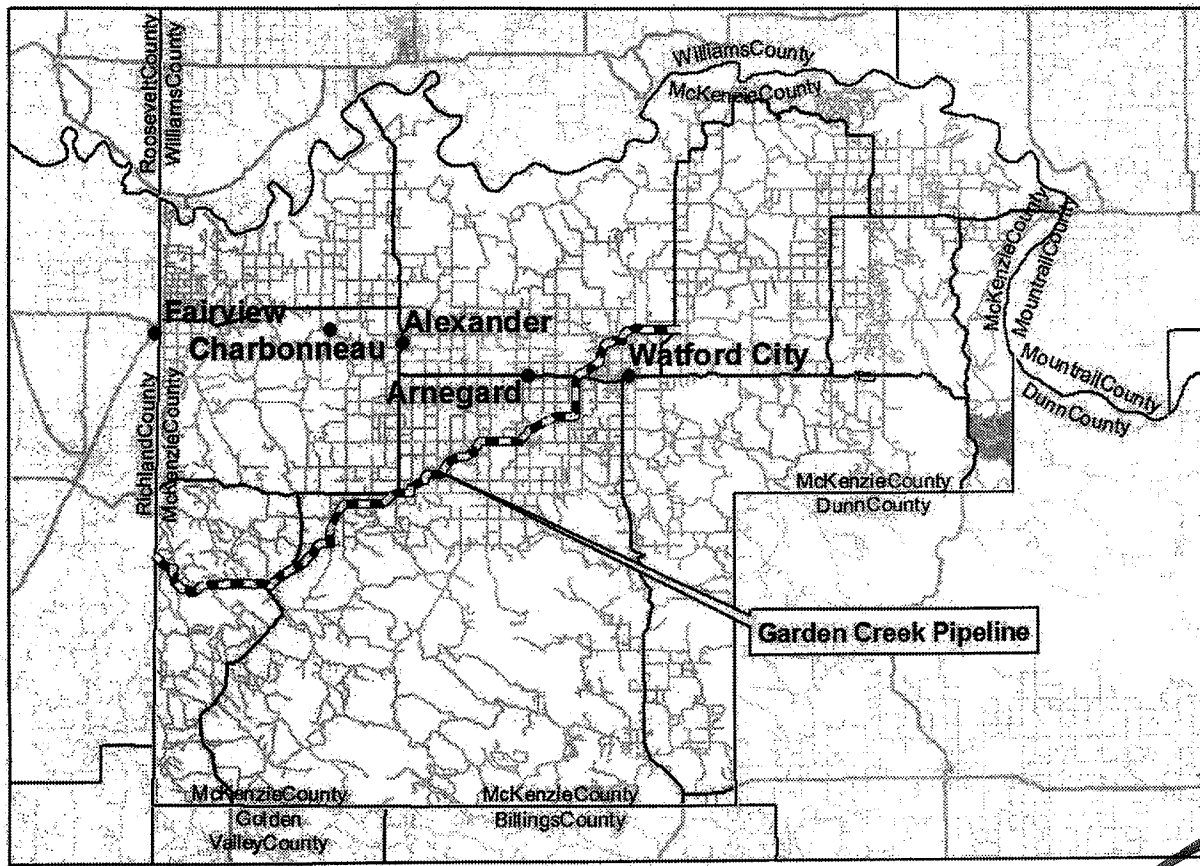 RooseveltCounty
WilliamsCounty
WilliamsCounty
McKenzieCounty
McKenzieCounty
MountrailCounty
Fairview
Charbonneau
Alexander
Watford City
Arnegard
MountrailCounty
DunnCounty
RichlandCounty
McKenzieCounty
McKenzieCounty
DunnCounty
Garden Creek Pipeline
McKenzieCounty
Golden
ValleyCounty
McKenzieCounty
BillingsCounty